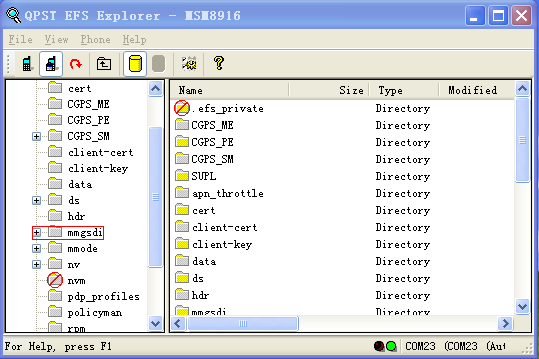 QPST EFS Explorer - MSM8916
File View Phone Help
cert
CGPS_ME
CGPS_PE
CGPS_SM
client-cert
client-key
data
ds
hdr
mmgsdi
mmode
nv
nvm
pdp_profiles
policyman
rpm
Name Size Type Modified
.efs_private Directory
CGPS_ME Directory
CGPS_PE Directory
CGPS_SM Directory
SUPL Directory
apn_throttle Directory
cert Directory
client-cert Directory
client-key Directory
data Directory
ds Directory
hdr Directory
mmgsdi Directory
For Help, press F1
COM23 (COM23 (Aut